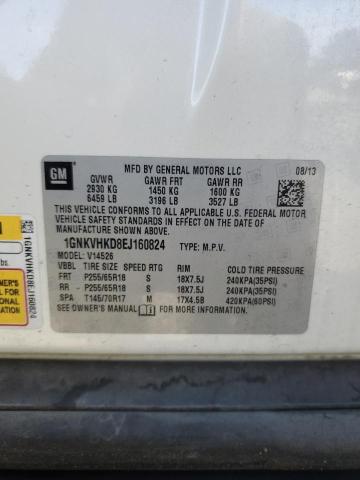 GM
MFD BY GENERAL MOTORS LLC 08/13
GVWR GAWR FRT GAWR RR
2930 KG 1450 KG 1600 KG
6459 LB 3196 LB 3527 LB
THIS VEHICLE CONFORMS TO ALL APPLICABLE U.S. FEDERAL MOTOR
VEHICLE SAFETY STANDARDS IN EFFECT ON THE DATE OF
MANUFACTURE SHOWN ABOVE.
1GNKVHKD8EJ160824 TYPE: M.P.V.
MODEL: V14526
VBBL TIRE SIZE SPEED RTG RIM COLD TIRE PRESSURE
FRT P255/65R18 S 18X7.5J 240KPA(35PSI)
RR - P255/65R18 S 18X7.5J 240KPA(35PSI)
SPA T145/70R17 M 17X4.5B 420KPA(60PSI)
SEE OWNER'S MANUAL FOR MORE INFORMATION.
1GNKVHKD8EJ160824
OWNER'S